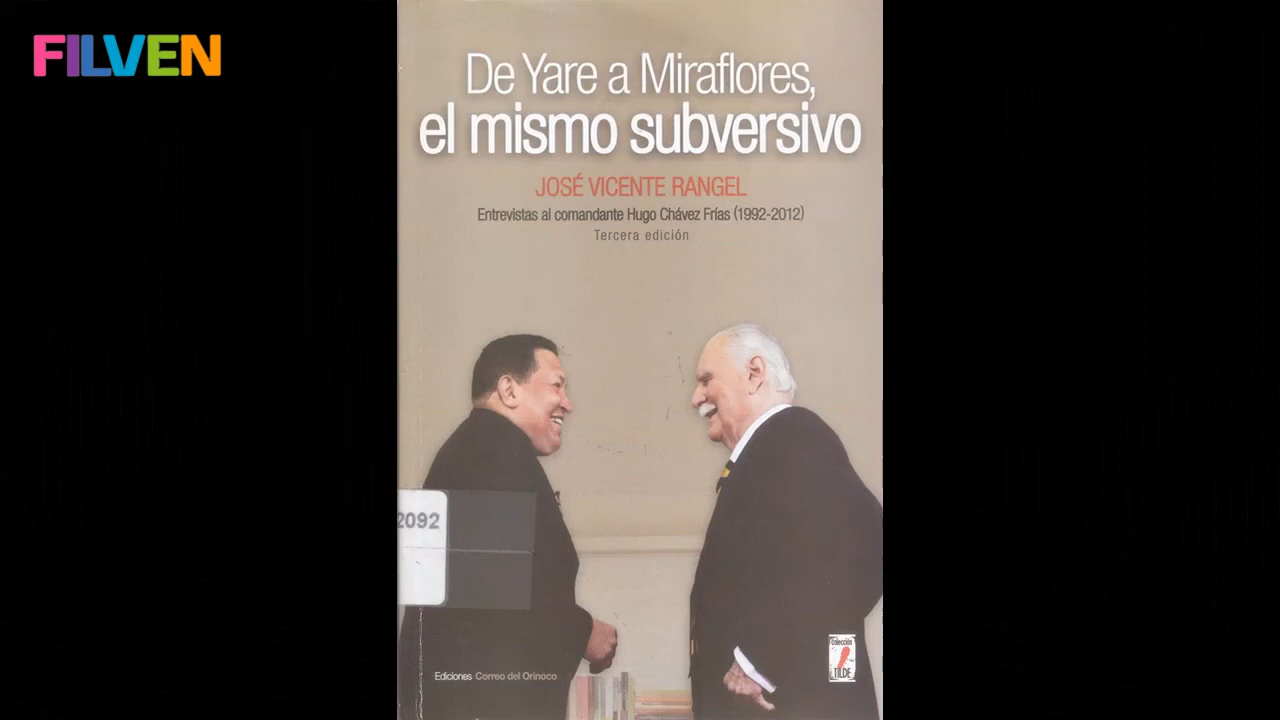 FILVEN
De Yare a Miraflores,
el mismo subversivo
JOSÉ VICENTE RANGEL
Entrevistas al comandante Hugo Chávez Frías (1992-2012)
Tercera edición
2092
Ediciones Correo del Orinoco
colección
TILDE